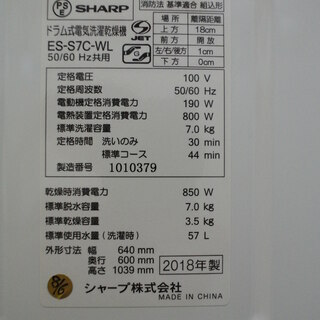 PS E SHARP
ドラム式電気洗濯乾燥機
ES-S7C-WL
50/60 Hz共用
JET
消防法 基準適合 組込形
場所 離隔距離
上方 18cm
前方 開放
左右/後方 1cm
下方 0cm
定格電圧 100 V
定格周波数 50/60 Hz
電動機定格消費電力 190 W
電熱装置定格消費電力 800 W
標準洗濯容量 7.0 kg
定格時間 洗いのみ 30 min
標準コース 44 min
製造番号 1010379
乾燥時消費電力 850 W
標準脱水容量 7.0 kg
標準乾燥容量 3.5 kg
標準使用水量(洗濯時) 57 L
外形寸法 幅 640 mm
奥行 600 mm
高さ 1039 mm
2018年製
シャープ株式会社
MADE IN CHINA